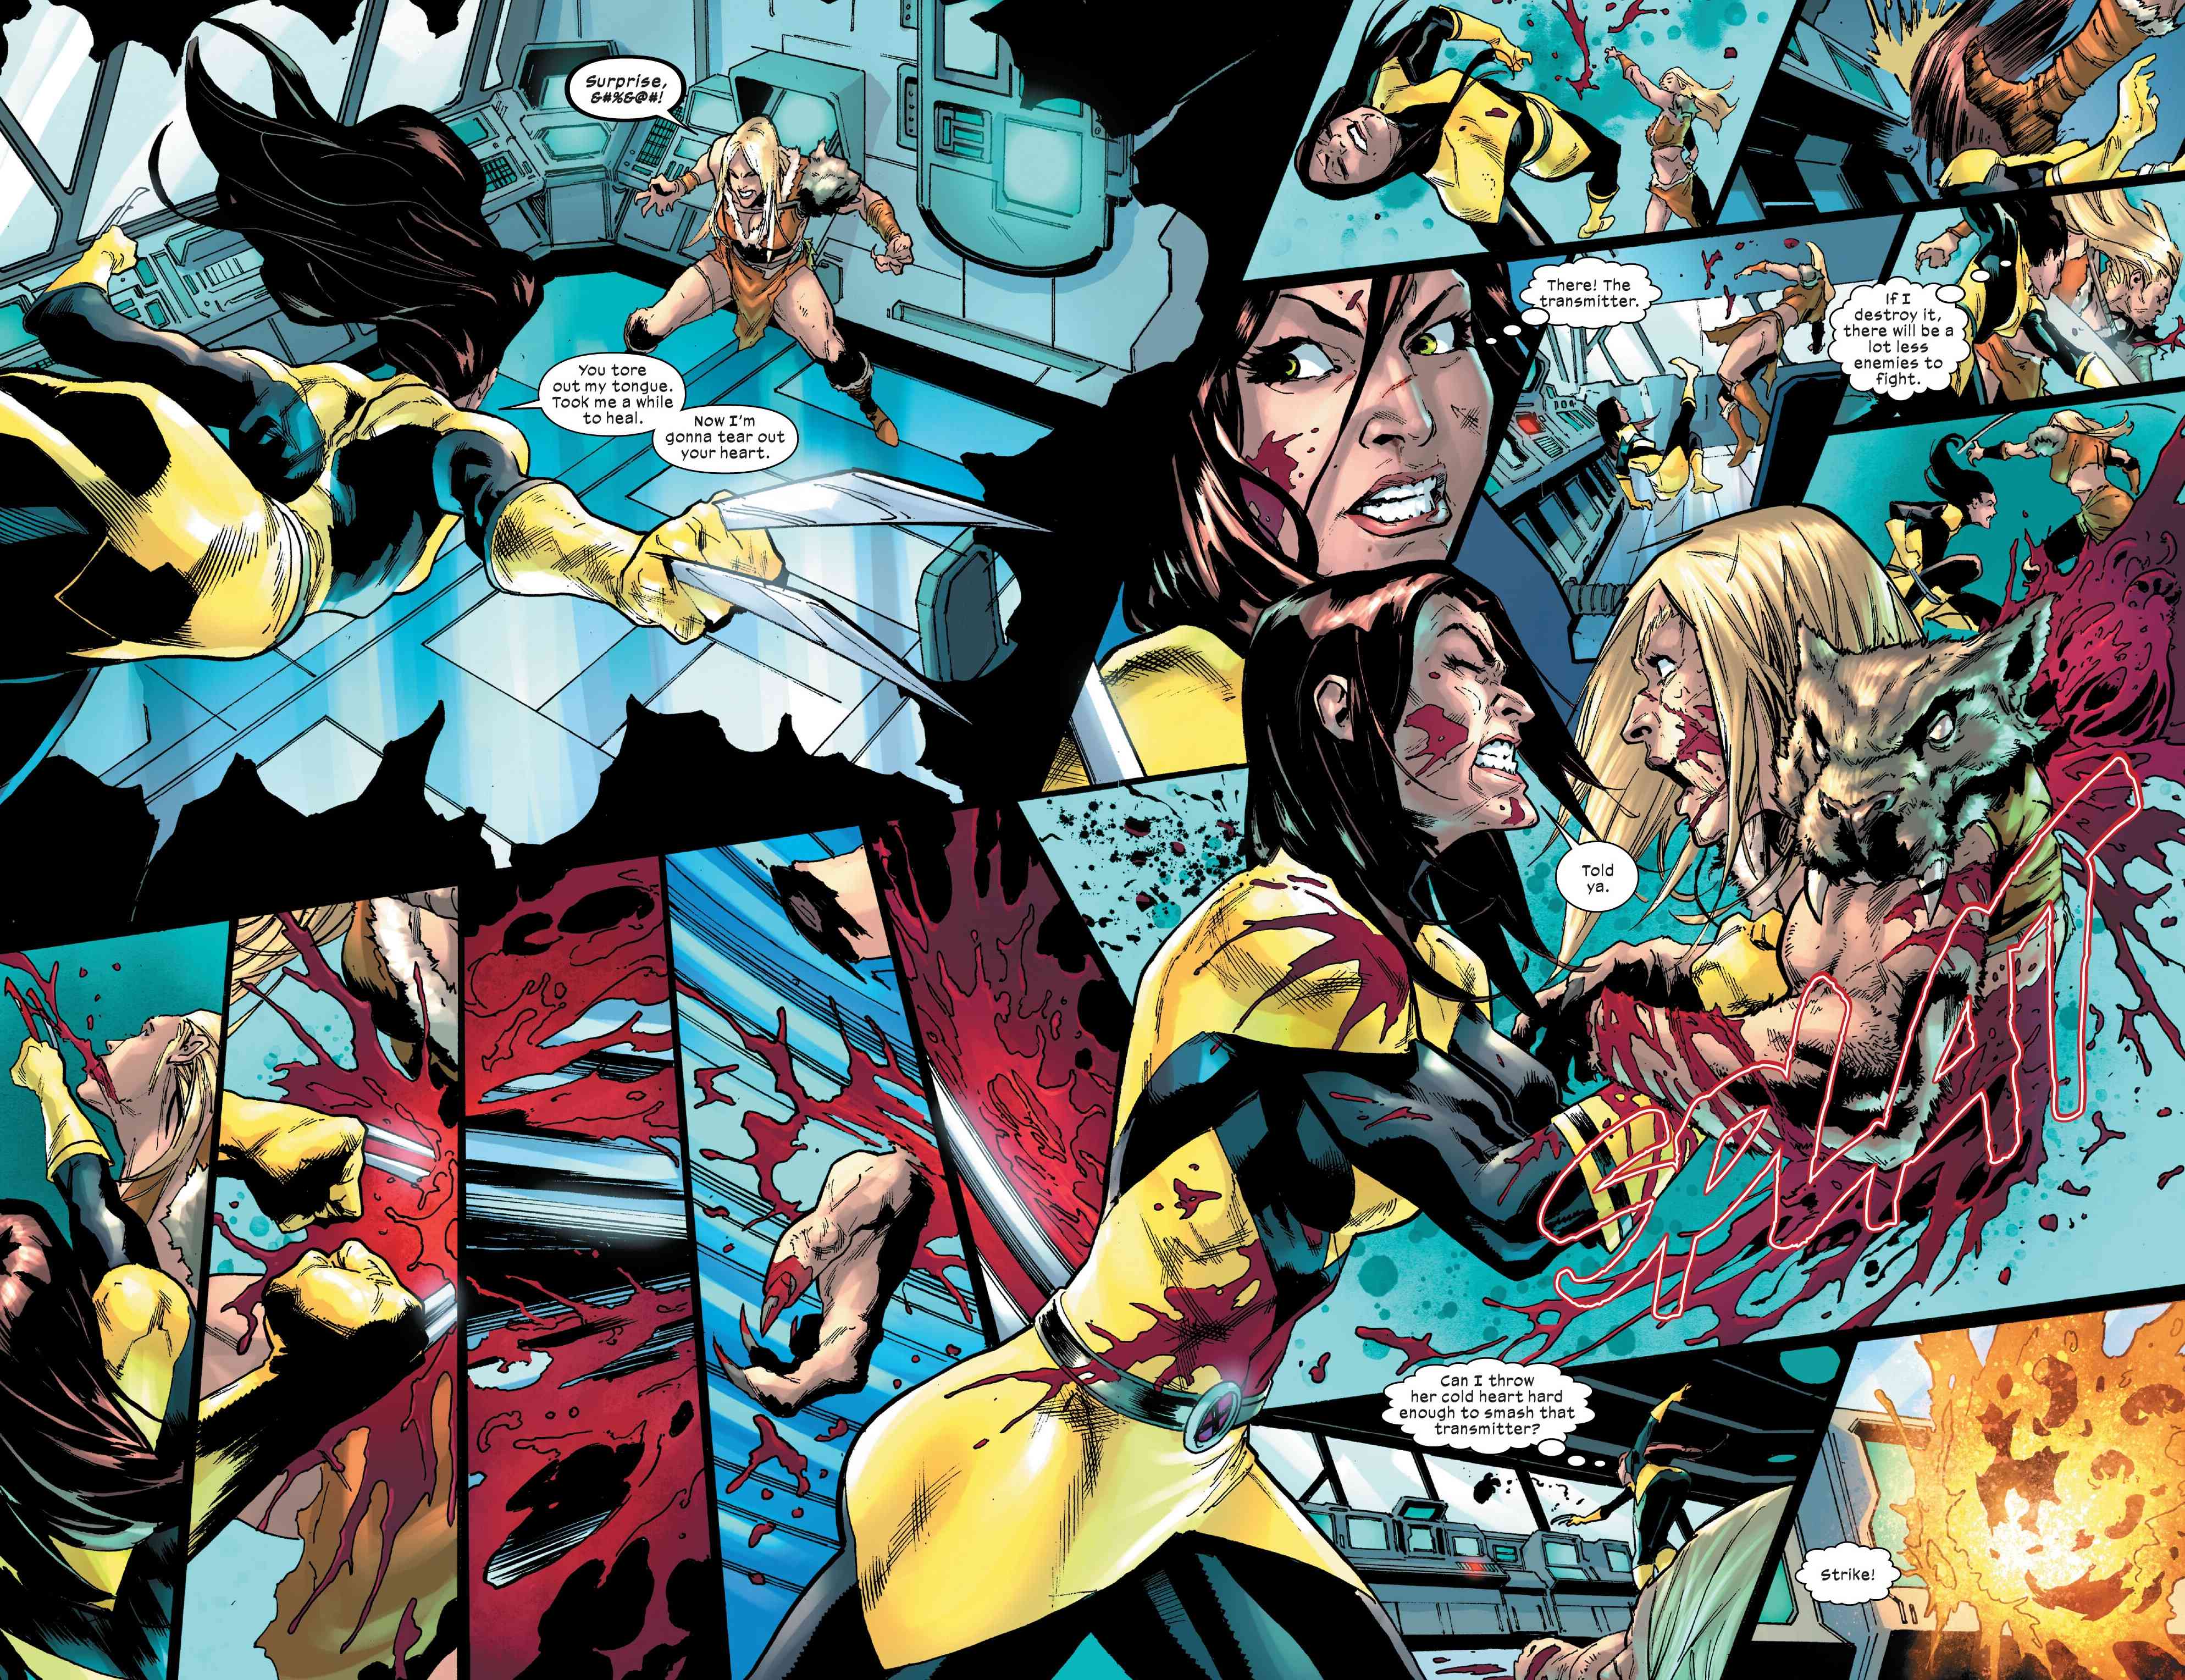 Surprise,
&#%&@#!
You tore
out my tongue.
Took me a while
to heal.
Now I'm
gonna tear out
your heart.
There! The
transmitter.
If I
destroy it,
there will be a
lot less
enemies to
fight.
Told
ya.
SPLAT
Can I throw
her cold heart hard
enough to smash that
transmitter?
Strike!